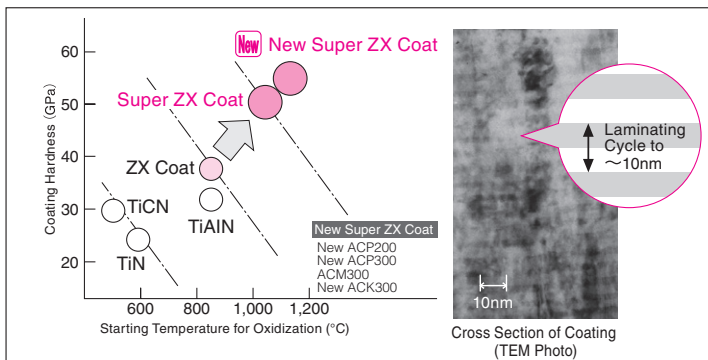 Coating Hardness (GPa)
60
50
40
30
20
New
New Super ZX Coat
Super ZX Coat
ZX Coat
TiCN
TiAlN
TiN
New Super ZX Coat
New ACP200
New ACP300
ACM300
New ACK300
600
800
1,000
1,200
Starting Temperature for Oxidization (°C)
Laminating
Cycle to
~10nm
10nm
Cross Section of Coating
(TEM Photo)